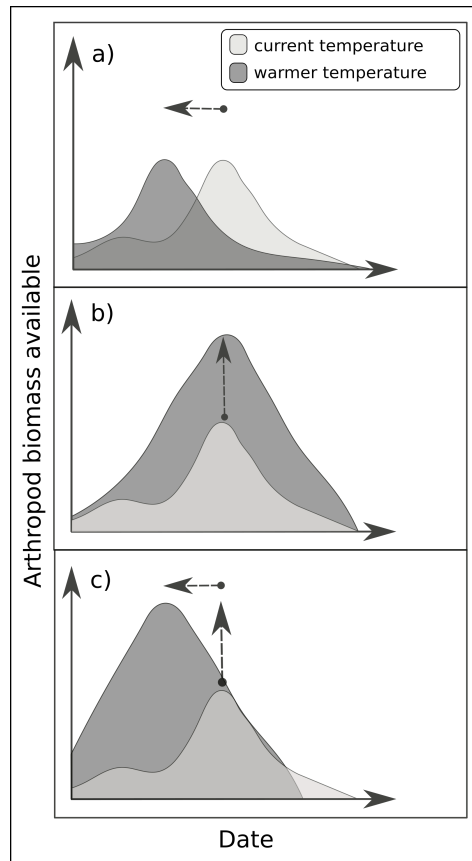 a)
current temperature
warmer temperature
b)
c)
Arthropod biomass available
Date